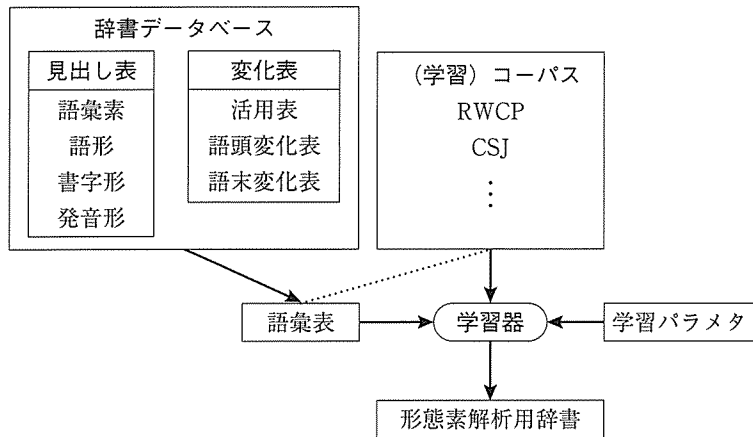 辞書データベース
見出し表
語彙素
語形
書字形
発音形
変化表
活用表
語頭変化表
語末変化表
(学習) コーパス
RWCP
CSJ
⋮
語彙表
学習器
学習パラメタ
形態素解析用辞書